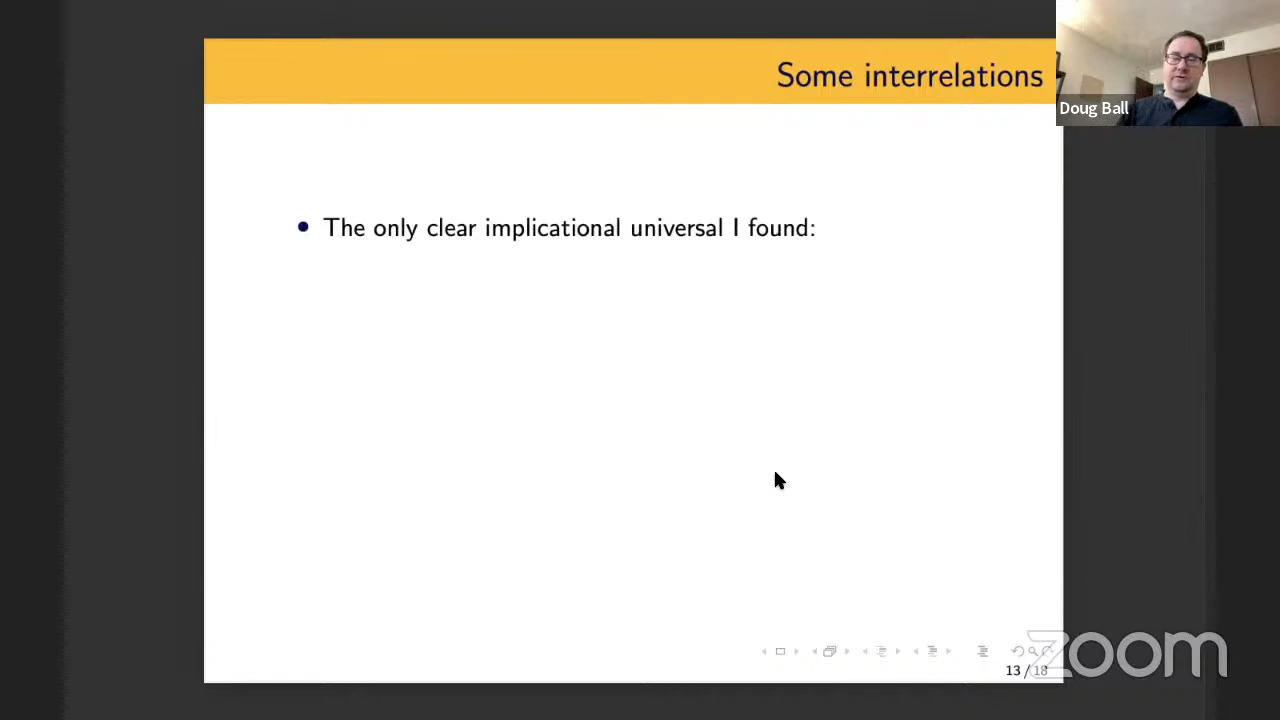 Some interrelations
Doug Ball
• The only clear implicational universal I found:
13 / 18
zoom